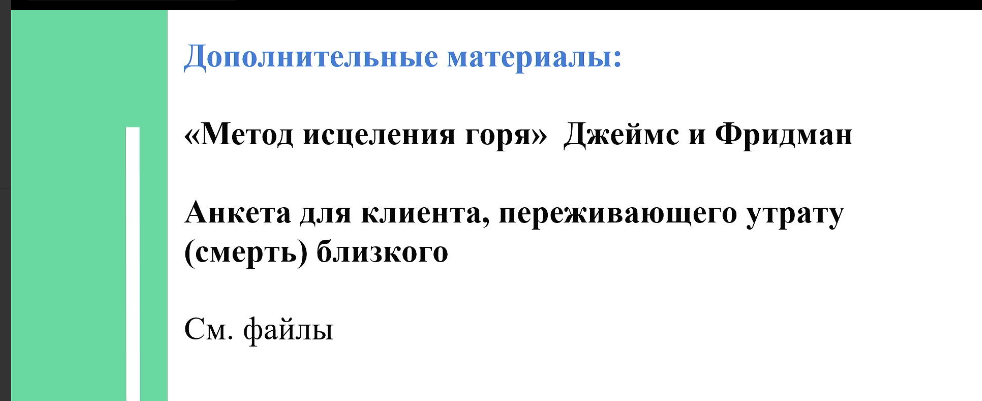 Дополнительные материалы:
«Метод исцеления горя» Джеймс и Фридман
Анкета для клиента, переживающего утрату
(смерть) близкого
См. файлы